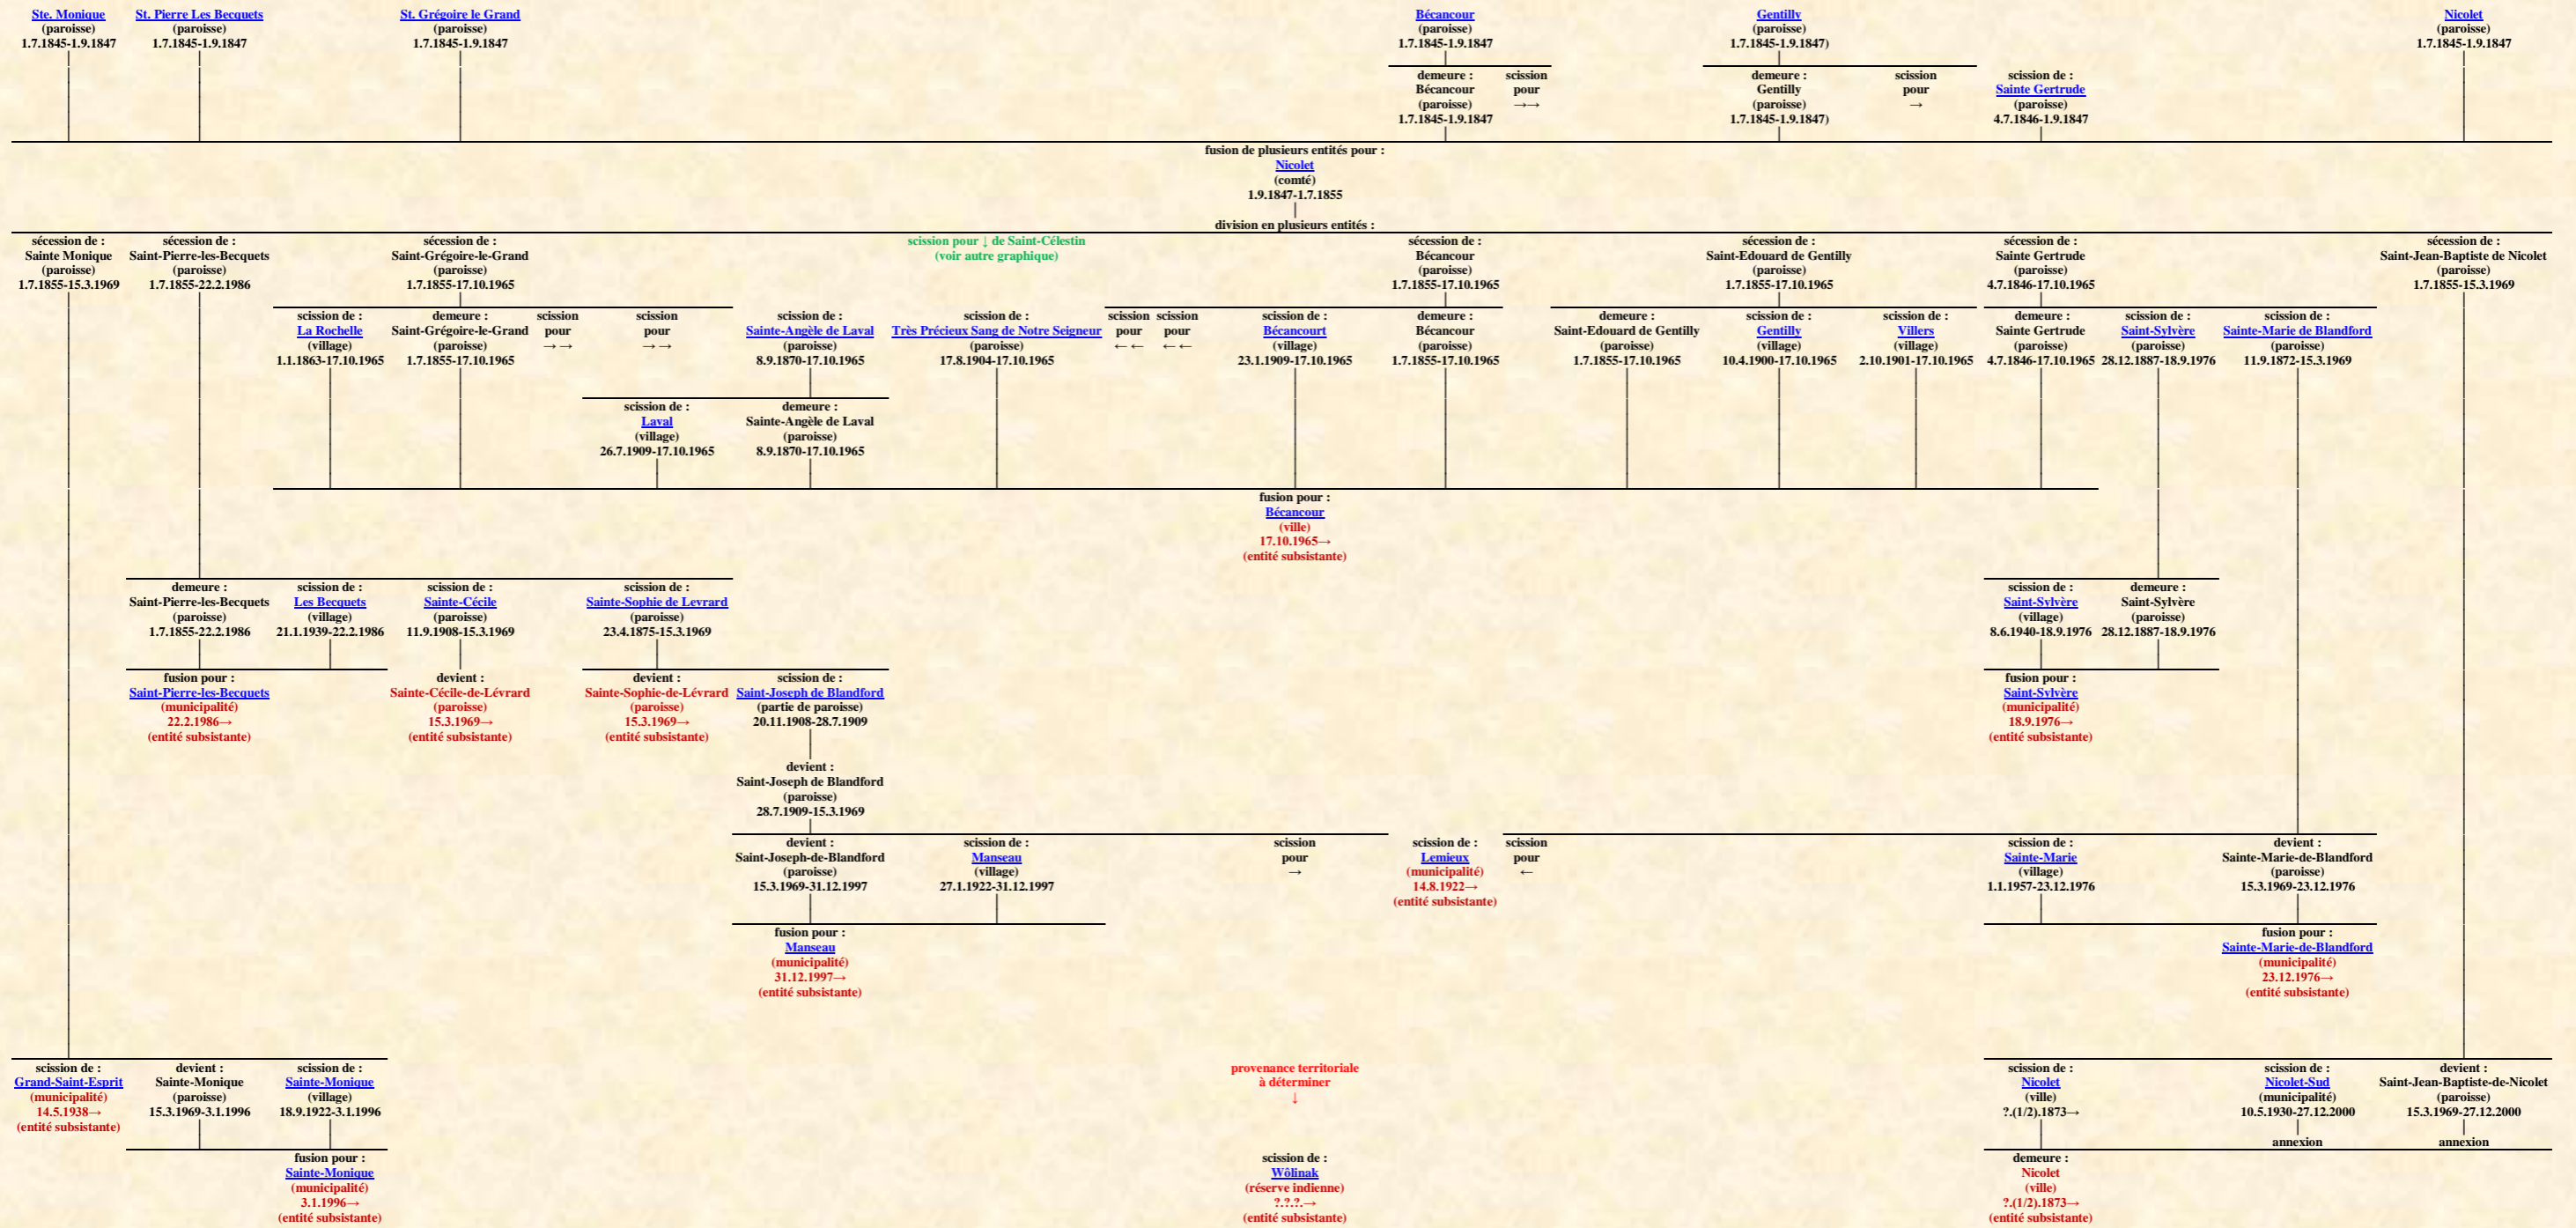 Ste. Monique
(paroisse)
1.7.1845-1.9.1847
St. Pierre Les Becquets
(paroisse)
1.7.1845-1.9.1847
St. Grégoire le Grand
(paroisse)
1.7.1845-1.9.1847
Bécancour
(paroisse)
1.7.1845-1.9.1847
Gentilly
(paroisse)
1.7.1845-1.9.1847)
Nicolet
(paroisse)
1.7.1845-1.9.1847
demeure :
Bécancour
(paroisse)
1.7.1845-1.9.1847
scission
pour
→→
demeure :
Gentilly
(paroisse)
1.7.1845-1.9.1847)
scission
pour
→
scission de :
Sainte Gertrude
(paroisse)
4.7.1846-1.9.1847
fusion de plusieurs entités pour :
Nicolet
(comté)
1.9.1847-1.7.1855
division en plusieurs entités :
sécession de :
Sainte Monique
(paroisse)
1.7.1855-15.3.1969
sécession de :
Saint-Pierre-les-Becquets
(paroisse)
1.7.1855-22.2.1986
sécession de :
Saint-Grégoire-le-Grand
(paroisse)
1.7.1855-17.10.1965
scission pour ↓ de Saint-Célestin
(voir autre graphique)
sécession de :
Bécancour
(paroisse)
1.7.1855-17.10.1965
sécession de :
Saint-Edouard de Gentilly
(paroisse)
1.7.1855-17.10.1965
sécession de :
Sainte Gertrude
(paroisse)
4.7.1846-17.10.1965
sécession de :
Saint-Jean-Baptiste de Nicolet
(paroisse)
1.7.1855-15.3.1969
scission de :
La Rochelle
(village)
1.1.1863-17.10.1965
demeure :
Saint-Grégoire-le-Grand
(paroisse)
1.7.1855-17.10.1965
scission
pour
→→
scission
pour
→→
scission de :
Sainte-Angèle de Laval
(paroisse)
8.9.1870-17.10.1965
scission de :
Très Précieux Sang de Notre Seigneur
(paroisse)
17.8.1904-17.10.1965
scission
pour
←←
scission
pour
←←
scission de :
Bécancourt
(village)
23.1.1909-17.10.1965
demeure :
Bécancour
(paroisse)
1.7.1855-17.10.1965
demeure :
Saint-Edouard de Gentilly
(paroisse)
1.7.1855-17.10.1965
scission de :
Gentilly
(village)
10.4.1900-17.10.1965
scission de :
Villers
(village)
2.10.1901-17.10.1965
demeure :
Sainte Gertrude
(paroisse)
4.7.1846-17.10.1965
scission de :
Saint-Sylvère
(paroisse)
28.12.1887-18.9.1976
scission de :
Sainte-Marie de Blandford
(paroisse)
11.9.1872-15.3.1969
scission de :
Laval
(village)
26.7.1909-17.10.1965
demeure :
Sainte-Angèle de Laval
(paroisse)
8.9.1870-17.10.1965
fusion pour :
Bécancour
(ville)
17.10.1965→
(entité subsistante)
demeure :
Saint-Pierre-les-Becquets
(paroisse)
1.7.1855-22.2.1986
scission de :
Les Becquets
(village)
21.1.1939-22.2.1986
scission de :
Sainte-Cécile
(paroisse)
11.9.1908-15.3.1969
scission de :
Sainte-Sophie de Levrard
(paroisse)
23.4.1875-15.3.1969
scission de :
Saint-Sylvère
(village)
8.6.1940-18.9.1976
demeure :
Saint-Sylvère
(paroisse)
28.12.1887-18.9.1976
fusion pour :
Saint-Pierre-les-Becquets
(municipalité)
22.2.1986→
(entité subsistante)
devient :
Sainte-Cécile-de-Lévrard
(paroisse)
15.3.1969→
(entité subsistante)
devient :
Sainte-Sophie-de-Lévrard
(paroisse)
15.3.1969→
(entité subsistante)
scission de :
Saint-Joseph de Blandford
(partie de paroisse)
20.11.1908-28.7.1909
fusion pour :
Saint-Sylvère
(municipalité)
18.9.1976→
(entité subsistante)
devient :
Saint-Joseph de Blandford
(paroisse)
28.7.1909-15.3.1969
devient :
Saint-Joseph-de-Blandford
(paroisse)
15.3.1969-31.12.1997
scission de :
Manseau
(village)
27.1.1922-31.12.1997
scission
pour
→
scission de :
Lemieux
(municipalité)
14.8.1922→
(entité subsistante)
scission
pour
←
scission de :
Sainte-Marie
(village)
1.1.1957-23.12.1976
devient :
Sainte-Marie-de-Blandford
(paroisse)
15.3.1969-23.12.1976
fusion pour :
Manseau
(municipalité)
31.12.1997→
(entité subsistante)
fusion pour :
Sainte-Marie-de-Blandford
(municipalité)
23.12.1976→
(entité subsistante)
scission de :
Grand-Saint-Esprit
(municipalité)
14.5.1938→
(entité subsistante)
devient :
Sainte-Monique
(paroisse)
15.3.1969-3.1.1996
scission de :
Sainte-Monique
(village)
18.9.1922-3.1.1996
provenance territoriale
à déterminer
↓
scission de :
Nicolet
(ville)
?.(1/2).1873→
scission de :
Nicolet-Sud
(municipalité)
10.5.1930-27.12.2000
annexion
devient :
Saint-Jean-Baptiste-de-Nicolet
(paroisse)
15.3.1969-27.12.2000
annexion
fusion pour :
Sainte-Monique
(municipalité)
3.1.1996→
(entité subsistante)
scission de :
Wôlinak
(réserve indienne)
?.?.?.→
(entité subsistante)
demeure :
Nicolet
(ville)
?.(1/2).1873→
(entité subsistante)